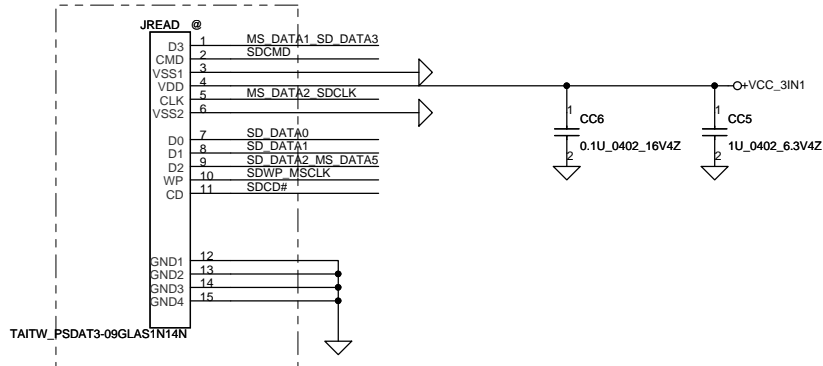 JREAD @
D3 1 MS_DATA1_SD_DATA3
CMD 2 SDCMD
VSS1 3
VDD 4 +VCC_3IN1
CLK 5 MS_DATA2_SDCLK
VSS2 6
D0 7 SD_DATA0
D1 8 SD_DATA1
D2 9 SD_DATA2_MS_DATA5
WP 10 SDWP_MSCLK
CD 11 SDCD#
GND1 12
GND2 13
GND3 14
GND4 15
TAITW_PSDAT3-09GLAS1N14N
1
CC6
0.1U_0402_16V4Z
2
1
CC5
1U_0402_6.3V4Z
2